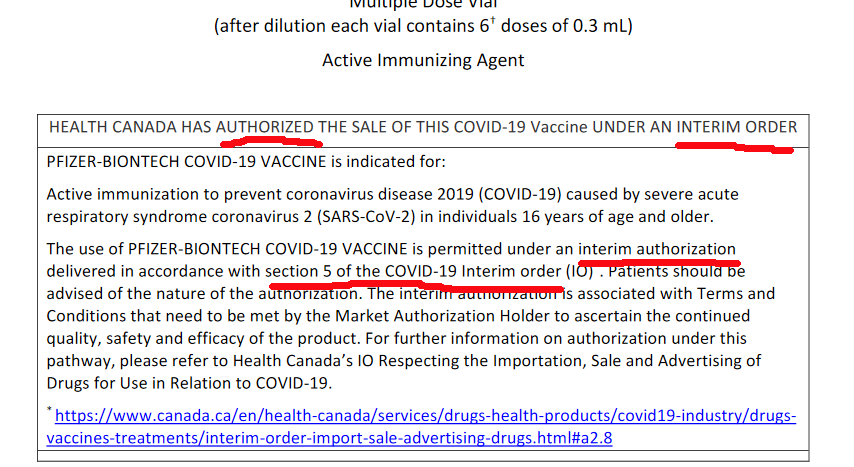 Multiple Dose Vial
(after dilution each vial contains 6† doses of 0.3 mL)
Active Immunizing Agent
HEALTH CANADA HAS AUTHORIZED THE SALE OF THIS COVID-19 Vaccine UNDER AN INTERIM ORDER
PFIZER-BIONTECH COVID-19 VACCINE is indicated for:
Active immunization to prevent coronavirus disease 2019 (COVID-19) caused by severe acute
respiratory syndrome coronavirus 2 (SARS-CoV-2) in individuals 16 years of age and older.
The use of PFIZER-BIONTECH COVID-19 VACCINE is permitted under an interim authorization
delivered in accordance with section 5 of the COVID-19 Interim order (IO) . Patients should be
advised of the nature of the authorization. The interim authorization is associated with Terms and
Conditions that need to be met by the Market Authorization Holder to ascertain the continued
quality, safety and efficacy of the product. For further information on authorization under this
pathway, please refer to Health Canada's IO Respecting the Importation, Sale and Advertising of
Drugs for Use in Relation to COVID-19.
* https://www.canada.ca/en/health-canada/services/drugs-health-products/covid19-industry/drugs-
vaccines-treatments/interim-order-import-sale-advertising-drugs.html#a2.8